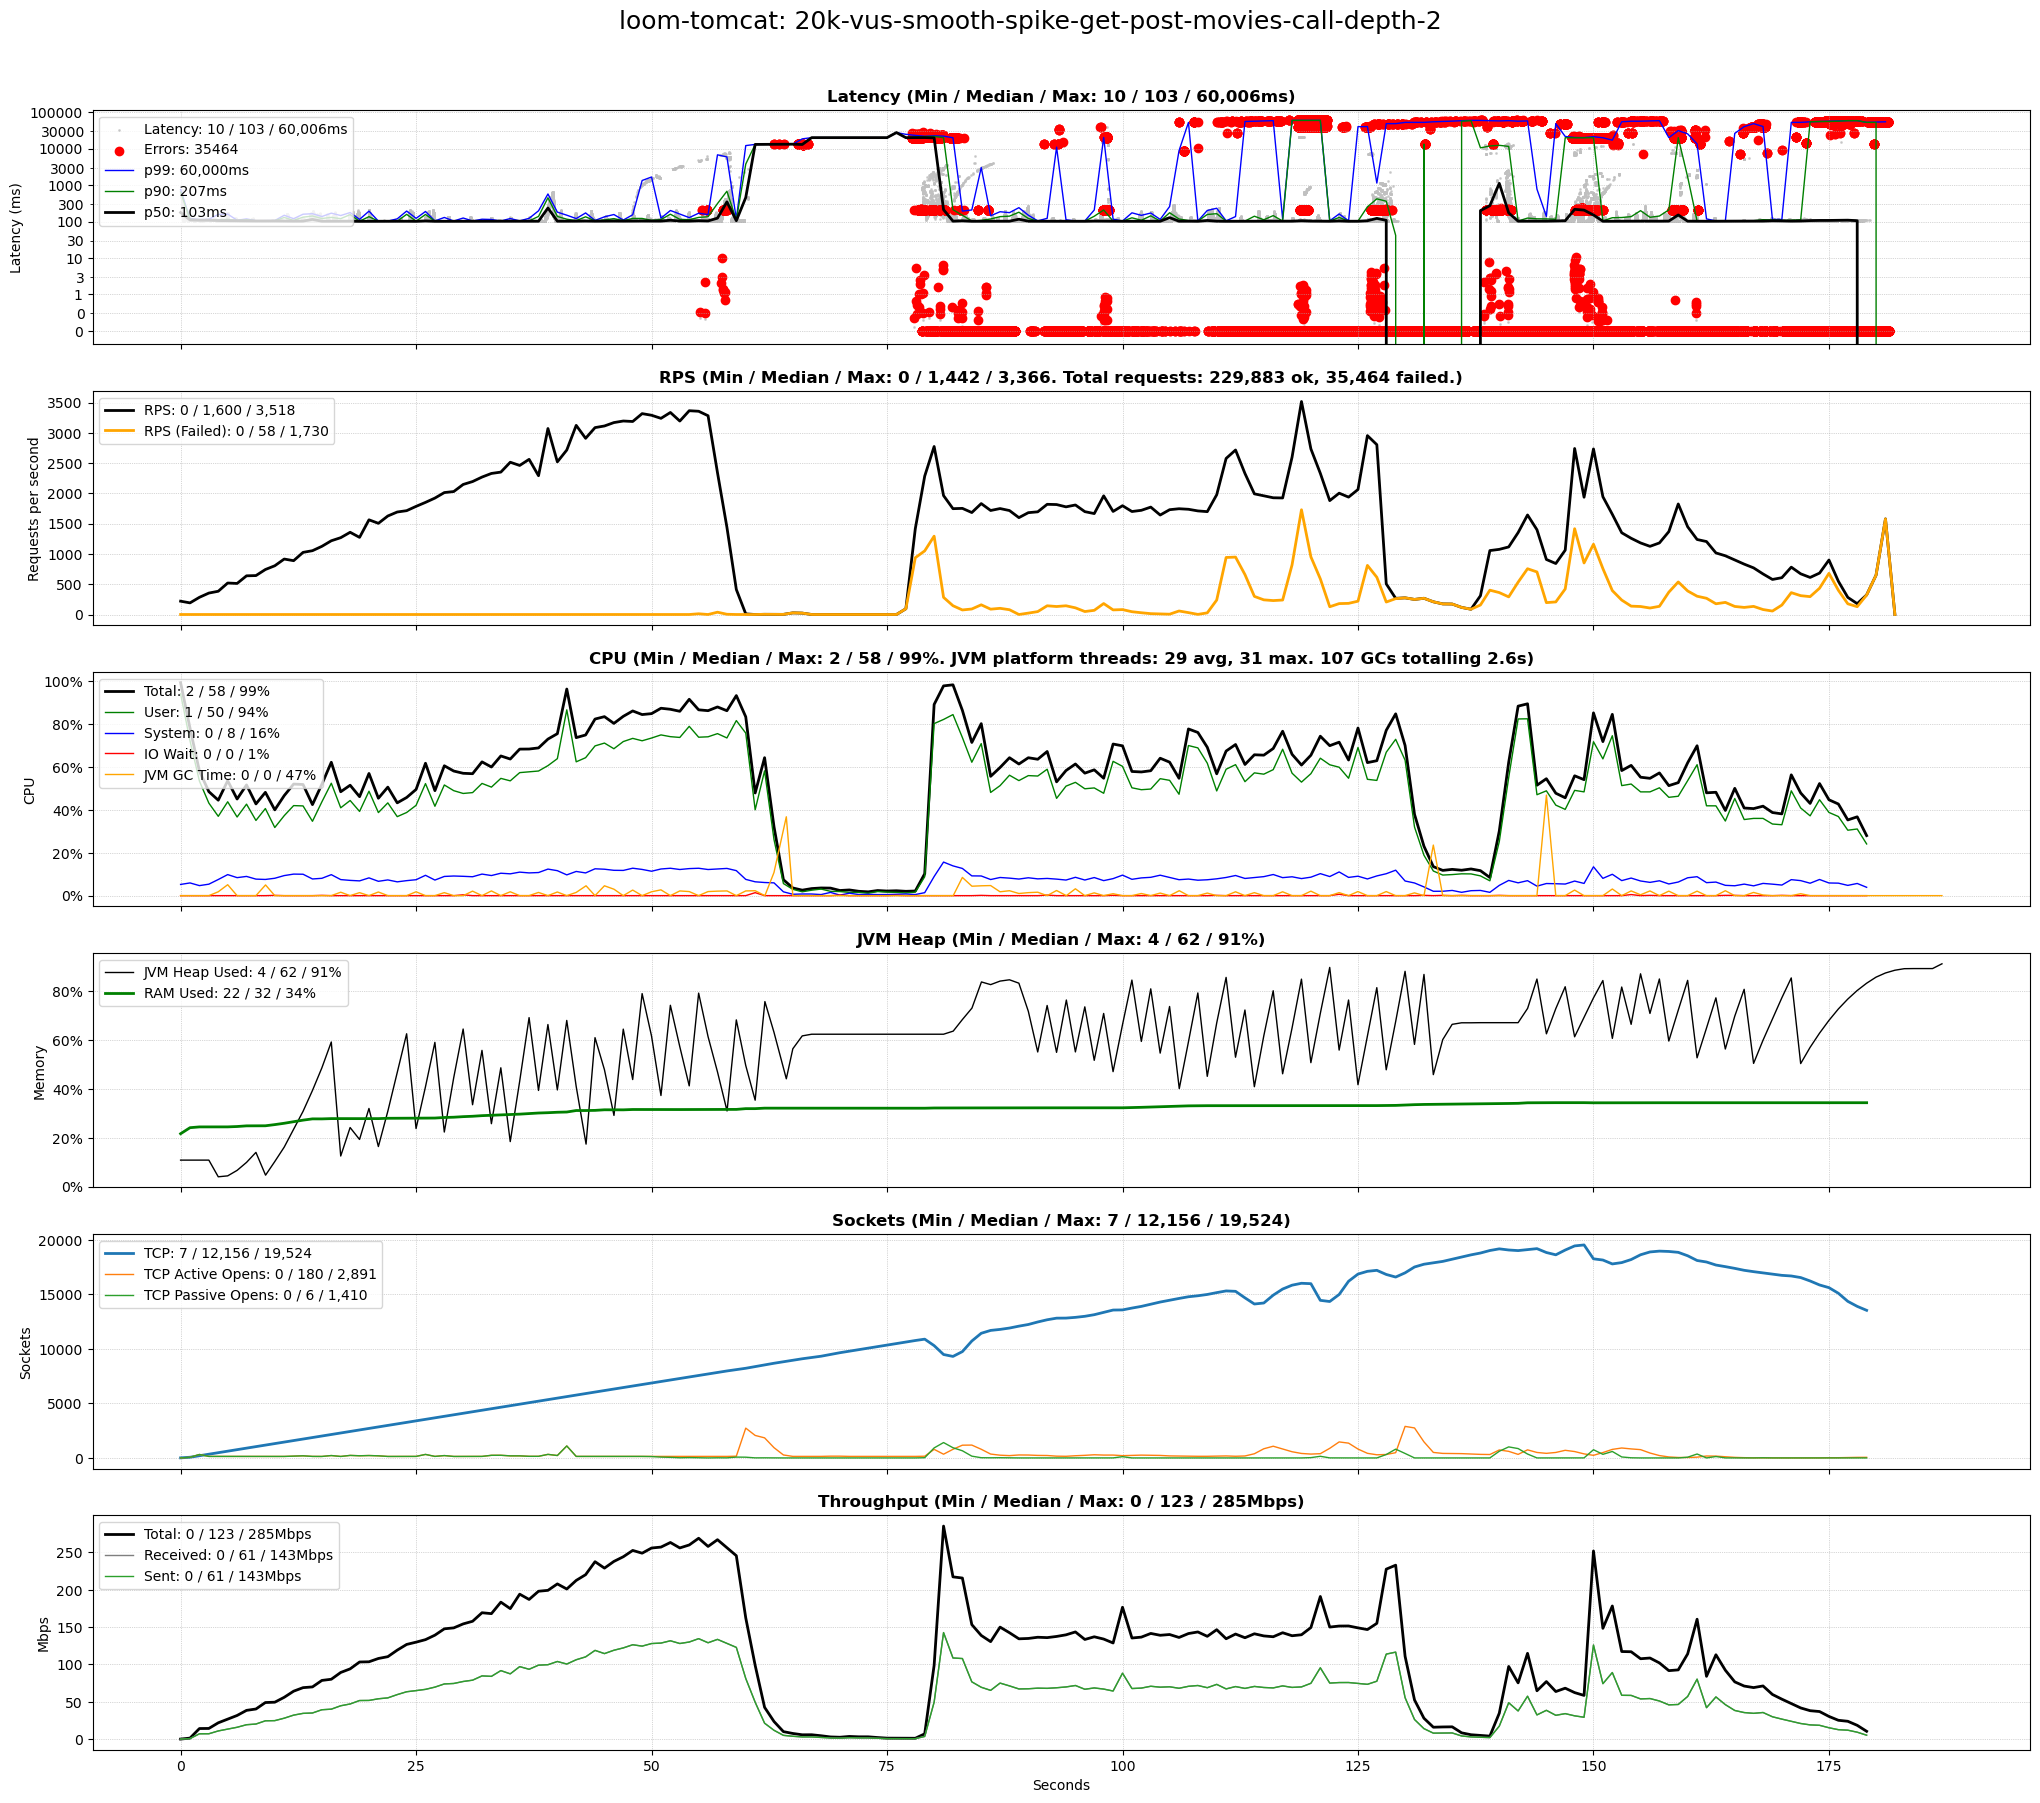 loom-tomcat: 20k-vus-smooth-spike-get-post-movies-call-depth-2
Latency (Min / Median / Max: 10 / 103 / 60,006ms)
Latency (ms)
100000
30000
10000
3000
1000
300
100
30
10
3
1
0
0
Latency: 10 / 103 / 60,006ms
Errors: 35464
p99: 60,000ms
p90: 207ms
p50: 103ms
RPS (Min / Median / Max: 0 / 1,442 / 3,366. Total requests: 229,883 ok, 35,464 failed.)
Requests per second
3500
3000
2500
2000
1500
1000
500
0
RPS: 0 / 1,600 / 3,518
RPS (Failed): 0 / 58 / 1,730
CPU (Min / Median / Max: 2 / 58 / 99%. JVM platform threads: 29 avg, 31 max. 107 GCs totalling 2.6s)
CPU
100%
80%
60%
40%
20%
0%
Total: 2 / 58 / 99%
User: 1 / 50 / 94%
System: 0 / 8 / 16%
IO Wait: 0 / 0 / 1%
JVM GC Time: 0 / 0 / 47%
JVM Heap (Min / Median / Max: 4 / 62 / 91%)
Memory
80%
60%
40%
20%
0%
JVM Heap Used: 4 / 62 / 91%
RAM Used: 22 / 32 / 34%
Sockets (Min / Median / Max: 7 / 12,156 / 19,524)
Sockets
20000
15000
10000
5000
0
TCP: 7 / 12,156 / 19,524
TCP Active Opens: 0 / 180 / 2,891
TCP Passive Opens: 0 / 6 / 1,410
Throughput (Min / Median / Max: 0 / 123 / 285Mbps)
Mbps
250
200
150
100
50
0
Total: 0 / 123 / 285Mbps
Received: 0 / 61 / 143Mbps
Sent: 0 / 61 / 143Mbps
0 25 50 75 100 125 150 175
Seconds